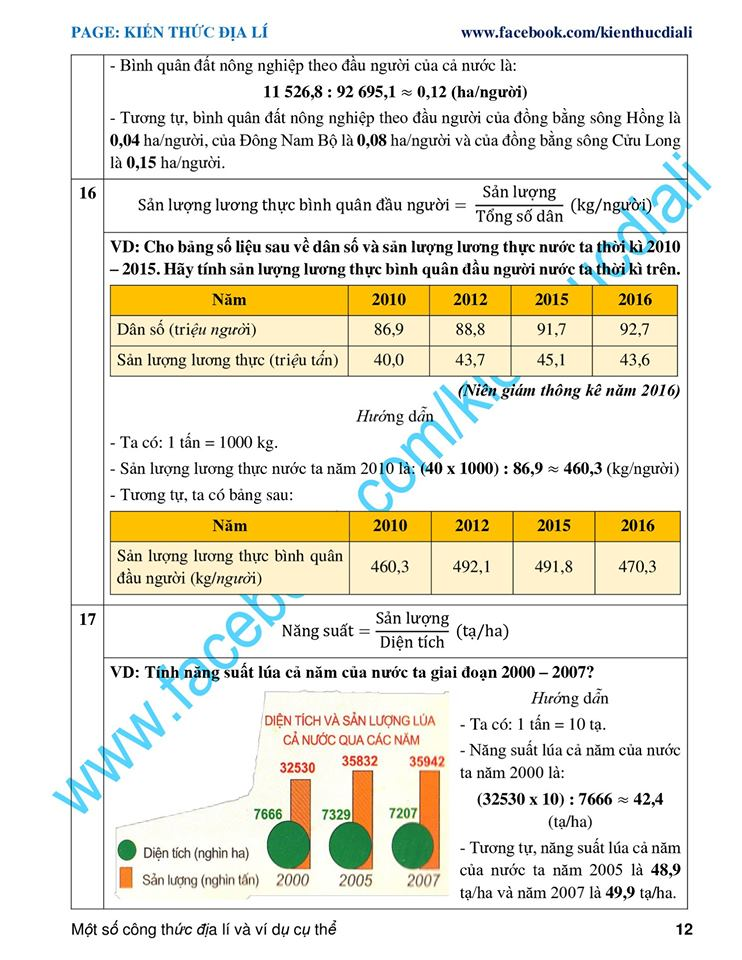 PAGE: KIẾN THỨC ĐỊA LÍ www.facebook.com/kienthucdiali
- Bình quân đất nông nghiệp theo đầu người của cả nước là:
11 526,8 : 92 695,1 ≈ 0,12 (ha/người)
- Tương tự, bình quân đất nông nghiệp theo đầu người của đồng bằng sông Hồng là
0,04 ha/người, của Đông Nam Bộ là 0,08 ha/người và của đồng bằng sông Cửu Long
là 0,15 ha/người.
16
Sản lượng lương thực bình quân đầu người = Sản lượng / Tổng số dân (kg/người)
VD: Cho bảng số liệu sau về dân số và sản lượng lương thực nước ta thời kì 2010
– 2015. Hãy tính sản lượng lương thực bình quân đầu người nước ta thời kì trên.
Năm 2010 2012 2015 2016
Dân số (triệu người) 86,9 88,8 91,7 92,7
Sản lượng lương thực (triệu tấn) 40,0 43,7 45,1 43,6
(Niên giám thông kê năm 2016)
Hướng dẫn
- Ta có: 1 tấn = 1000 kg.
- Sản lượng lương thực nước ta năm 2010 là: (40 x 1000) : 86,9 ≈ 460,3 (kg/người)
- Tương tự, ta có bảng sau:
Năm 2010 2012 2015 2016
Sản lượng lương thực bình quân
đầu người (kg/người) 460,3 492,1 491,8 470,3
17
Năng suất = Sản lượng / Diện tích (tạ/ha)
VD: Tính năng suất lúa cả năm của nước ta giai đoạn 2000 – 2007?
DIỆN TÍCH VÀ SẢN LƯỢNG LÚA
CẢ NƯỚC QUA CÁC NĂM
32530 35832 35942
7666 7329 7207
Diện tích (nghìn ha)
Sản lượng (nghìn tấn)
2000 2005 2007
Hướng dẫn
- Ta có: 1 tấn = 10 tạ.
- Năng suất lúa cả năm của nước
ta năm 2000 là:
(32530 x 10) : 7666 ≈ 42,4
(tạ/ha)
- Tương tự, năng suất lúa cả năm
của nước ta năm 2005 là 48,9
tạ/ha và năm 2007 là 49,9 tạ/ha.
www.facebook.com/kienthucdiali
Một số công thức địa lí và ví dụ cụ thể 12